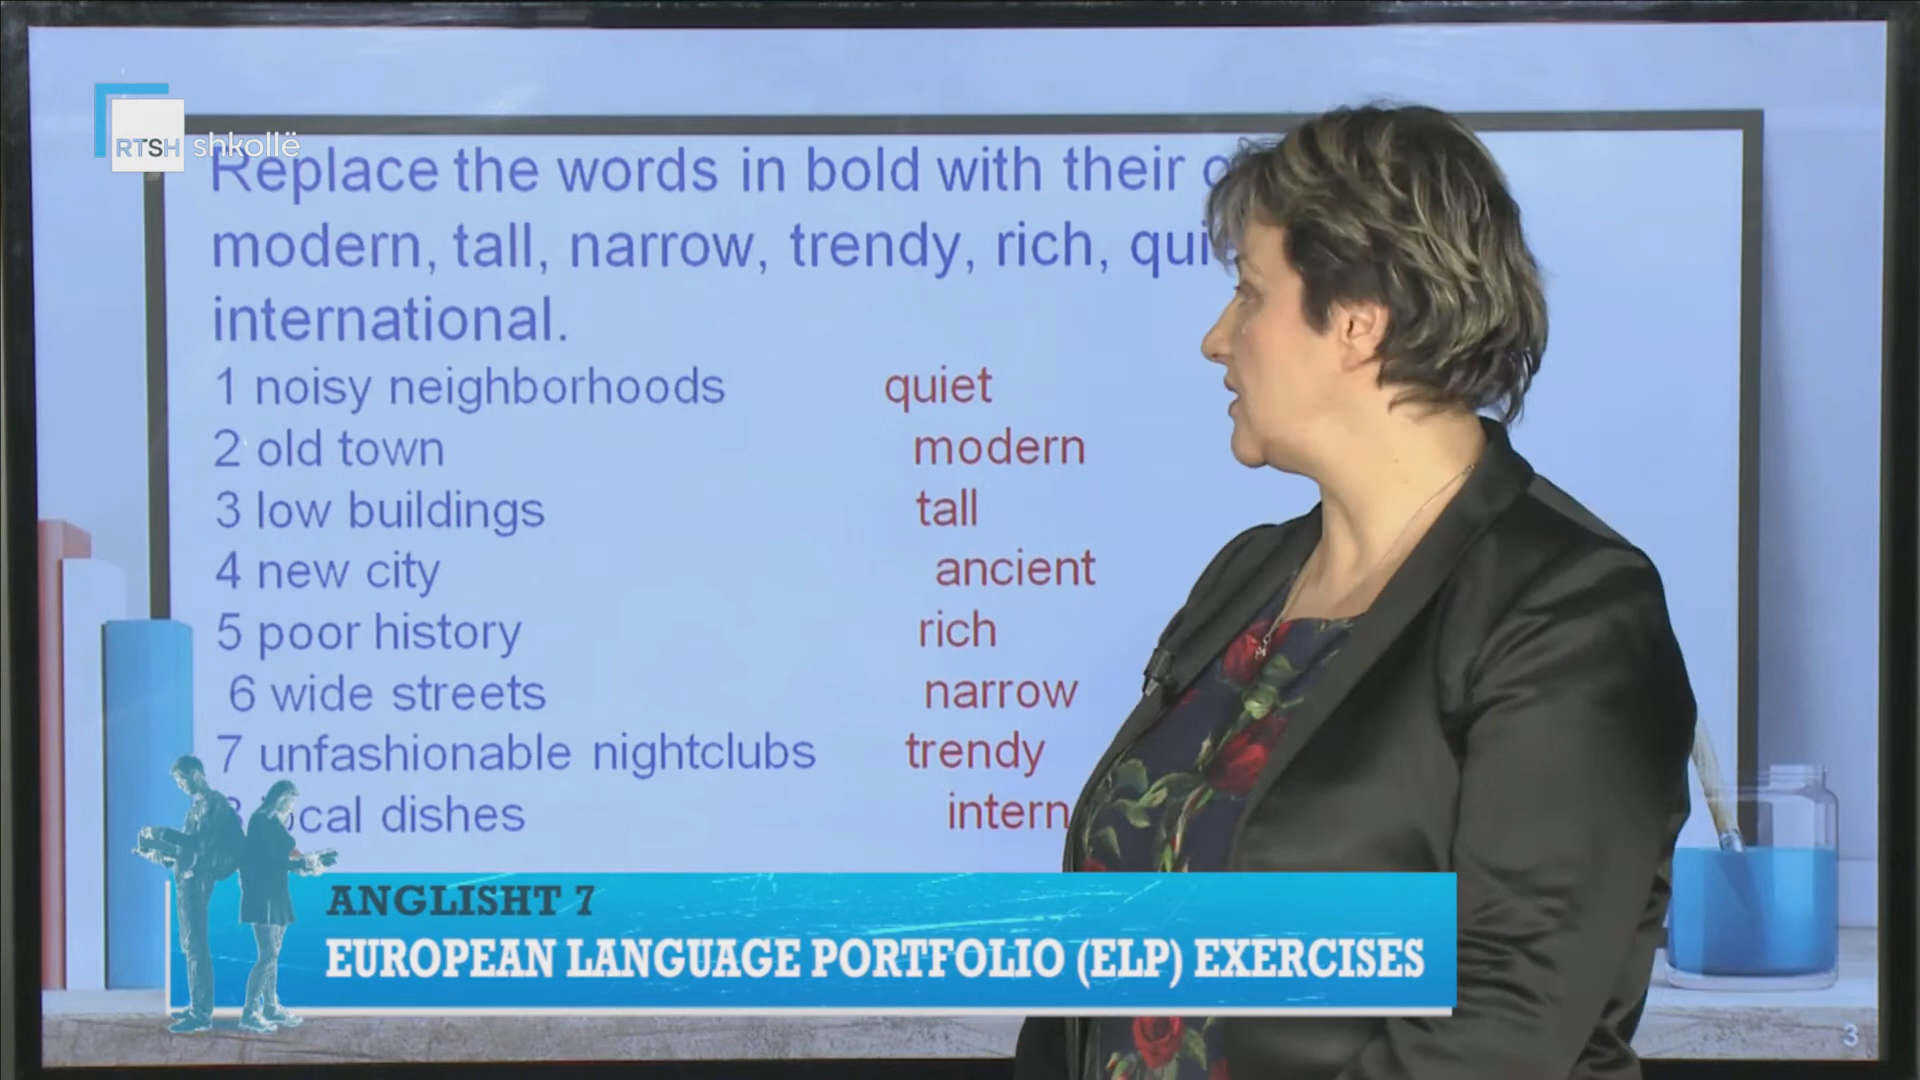 RTSH shkollë
Replace the words in bold with their
modern, tall, narrow, trendy, rich,
international.
1 noisy neighborhoods quiet
2 old town modern
3 low buildings tall
4 new city ancient
5 poor history rich
6 wide streets narrow
7 unfashionable nightclubs trendy
dishes
ANGLISHT 7
EUROPEAN LANGUAGE PORTFOLIO (ELP) EXERCISES
3